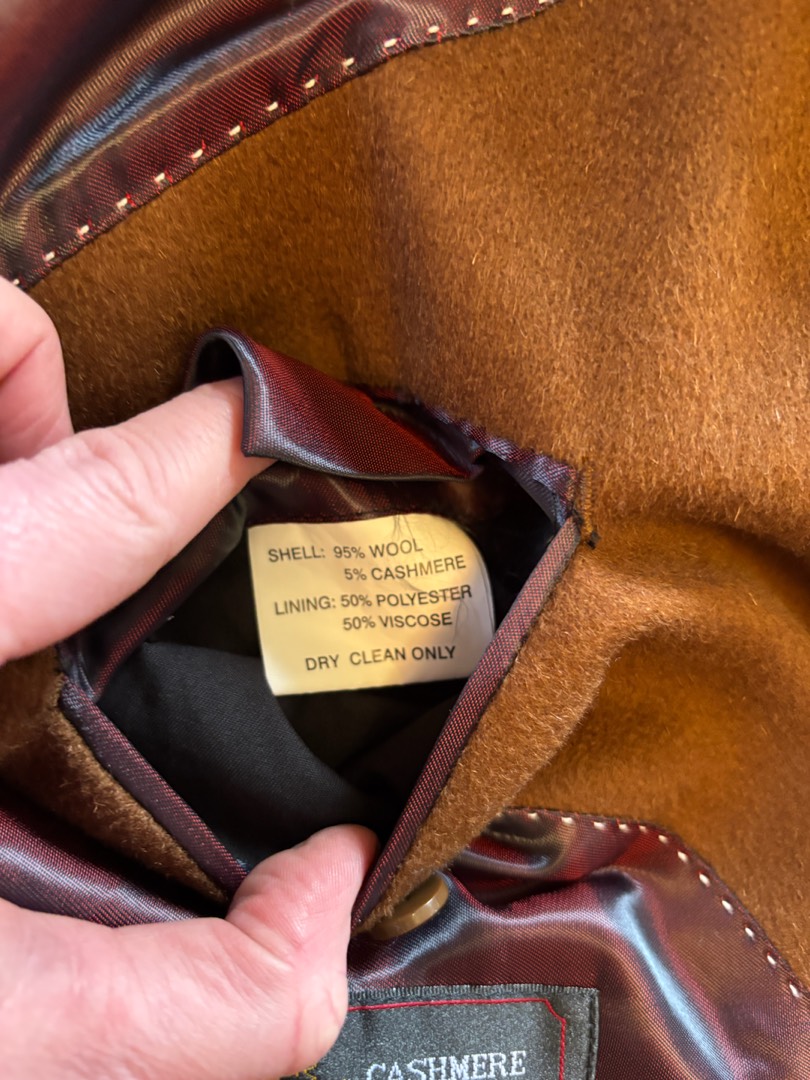 SHELL: 95% WOOL
5% CASHMERE
LINING: 50% POLYESTER
50% VISCOSE
DRY CLEAN ONLY
CASHMERE